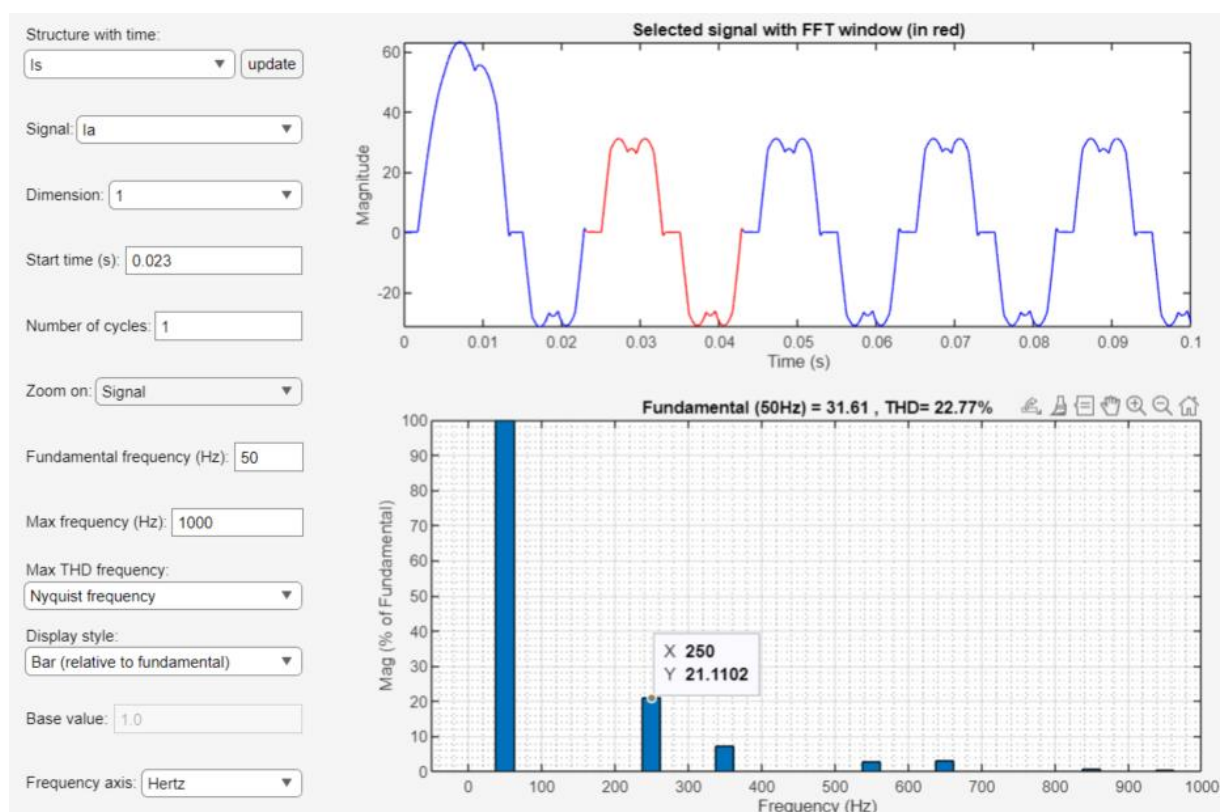 Structure with time:
Is
update
Signal: Ia
Dimension: 1
Start time (s): 0.023
Number of cycles: 1
Zoom on: Signal
Fundamental frequency (Hz): 50
Max frequency (Hz): 1000
Max THD frequency:
Nyquist frequency
Display style:
Bar (relative to fundamental)
Base value: 1.0
Frequency axis: Hertz
Selected signal with FFT window (in red)
Magnitude
60
40
20
0
-20
0 0.01 0.02 0.03 0.04 0.05 0.06 0.07 0.08 0.09 0.1
Time (s)
Fundamental (50Hz) = 31.61 , THD= 22.77%
Mag (% of Fundamental)
100
90
80
70
60
50
40
30
20
10
0
X 250
Y 21.1102
0 100 200 300 400 500 600 700 800 900 1000
Frequency (Hz)